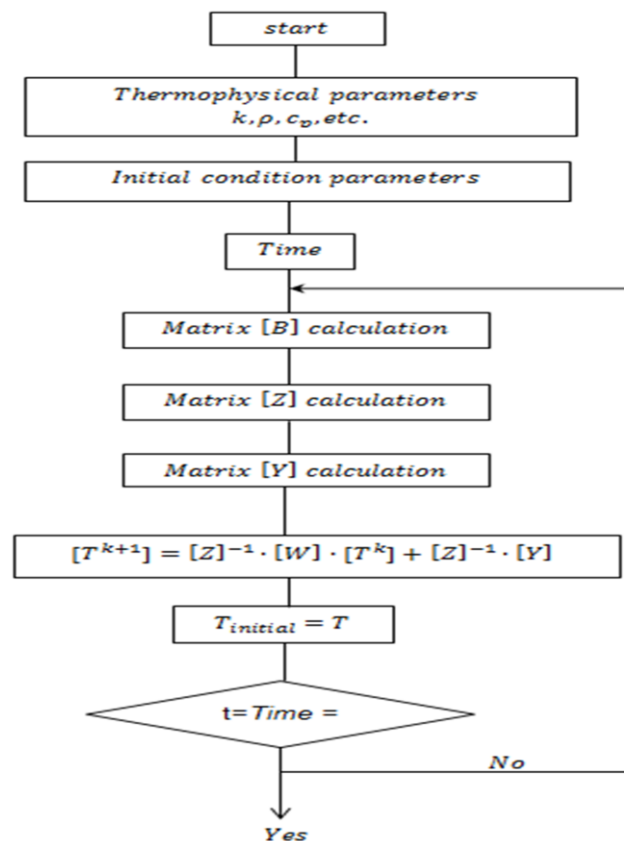 start
Thermophysical parameters
k, ρ, c_p, etc.
Initial condition parameters
Time
Matrix [B] calculation
Matrix [Z] calculation
Matrix [Y] calculation
[T^{k+1}] = [Z]^{-1} · [W] · [T^k] + [Z]^{-1} · [Y]
T_{initial} = T
t=Time =
No
Yes